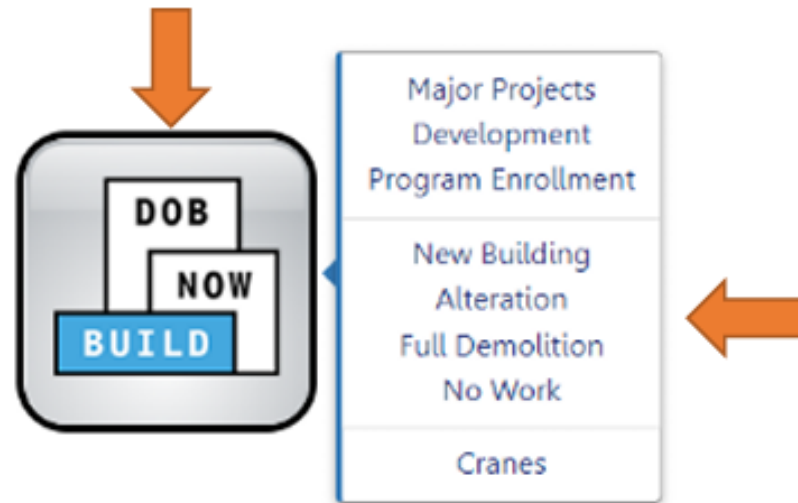 DOB
NOW
BUILD
Major Projects
Development
Program Enrollment
New Building
Alteration
Full Demolition
No Work
Cranes